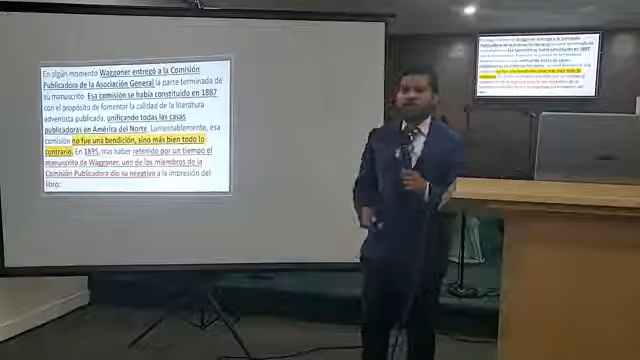 En algún momento Waggoner entregó a la Comisión
Publicadora de la Asociación General la parte terminada de
su manuscrito. Esa comisión se había constituido en 1887
con el propósito de fomentar la calidad de la literatura
adventista publicada, unificando todas las casas
publicadoras en América del Norte. Lamentablemente, esa
comisión no fue una bendición, sino más bien todo lo
contrario. En 1895, tras haber retenido por un tiempo el
manuscrito de Waggoner, uno de los miembros de la
Comisión Publicadora dio su negativa a la impresión del
libro: